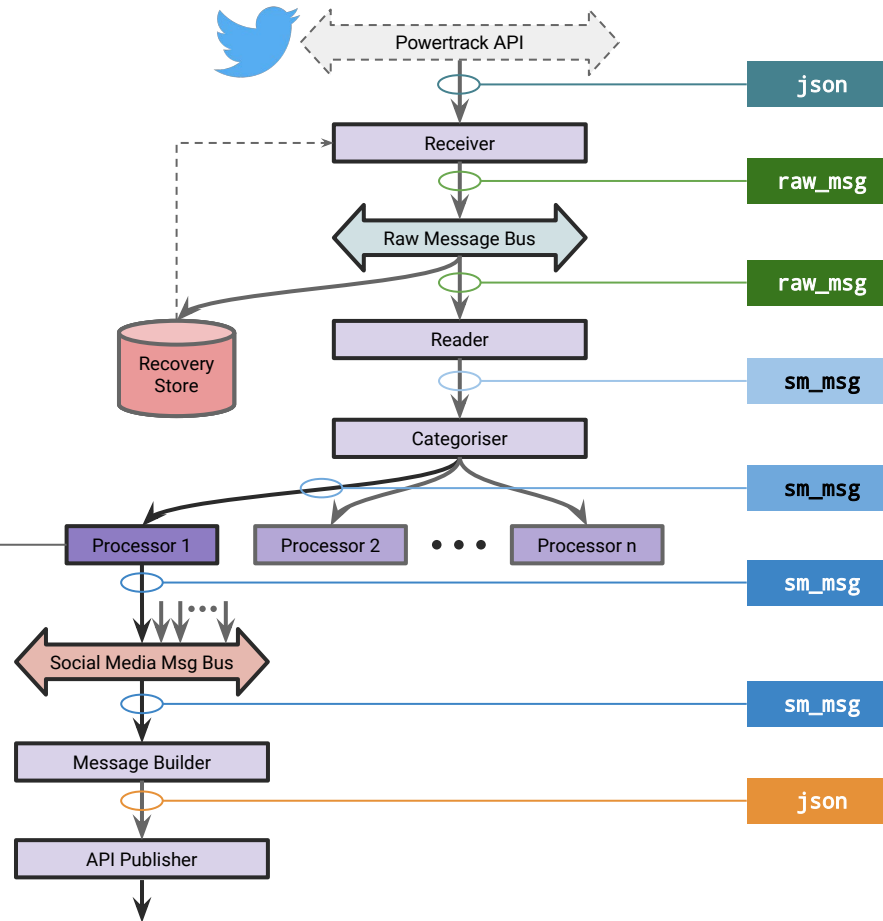 Powertrack API
json
Receiver
raw_msg
Raw Message Bus
raw_msg
Reader
Recovery
Store
sm_msg
Categoriser
sm_msg
Processor 1
Processor 2
Processor n
sm_msg
Social Media Msg Bus
sm_msg
Message Builder
json
API Publisher